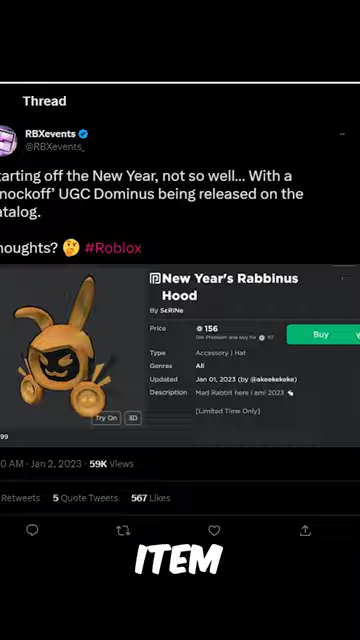 Thread
RBXevents
@RBXevents_
tarting off the New Year, not so well... With a
nockoff’ UGC Dominus being released on the
atalog.
houghts? 🤔 #Roblox
New Year's Rabbinus
Hood
By
Price 156
Buy
Type Accessory | Hat
Genres All
Updated Jan 01, 2023 (by @akeekekeke)
Description Mad Rabbit here i am! 2023
[Limited Time Only]
Try On 3D
99
0 AM · Jan 2, 2023 · 59K Views
Retweets 5 Quote Tweets 567 Likes
ITEM